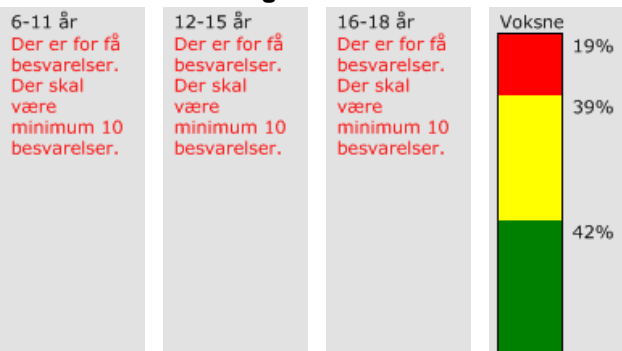 6-11 år
Der er for få
besvarelser.
Der skal
være
minimum 10
besvarelser.
12-15 år
Der er for få
besvarelser.
Der skal
være
minimum 10
besvarelser.
16-18 år
Der er for få
besvarelser.
Der skal
være
minimum 10
besvarelser.
Voksne
19%
39%
42%